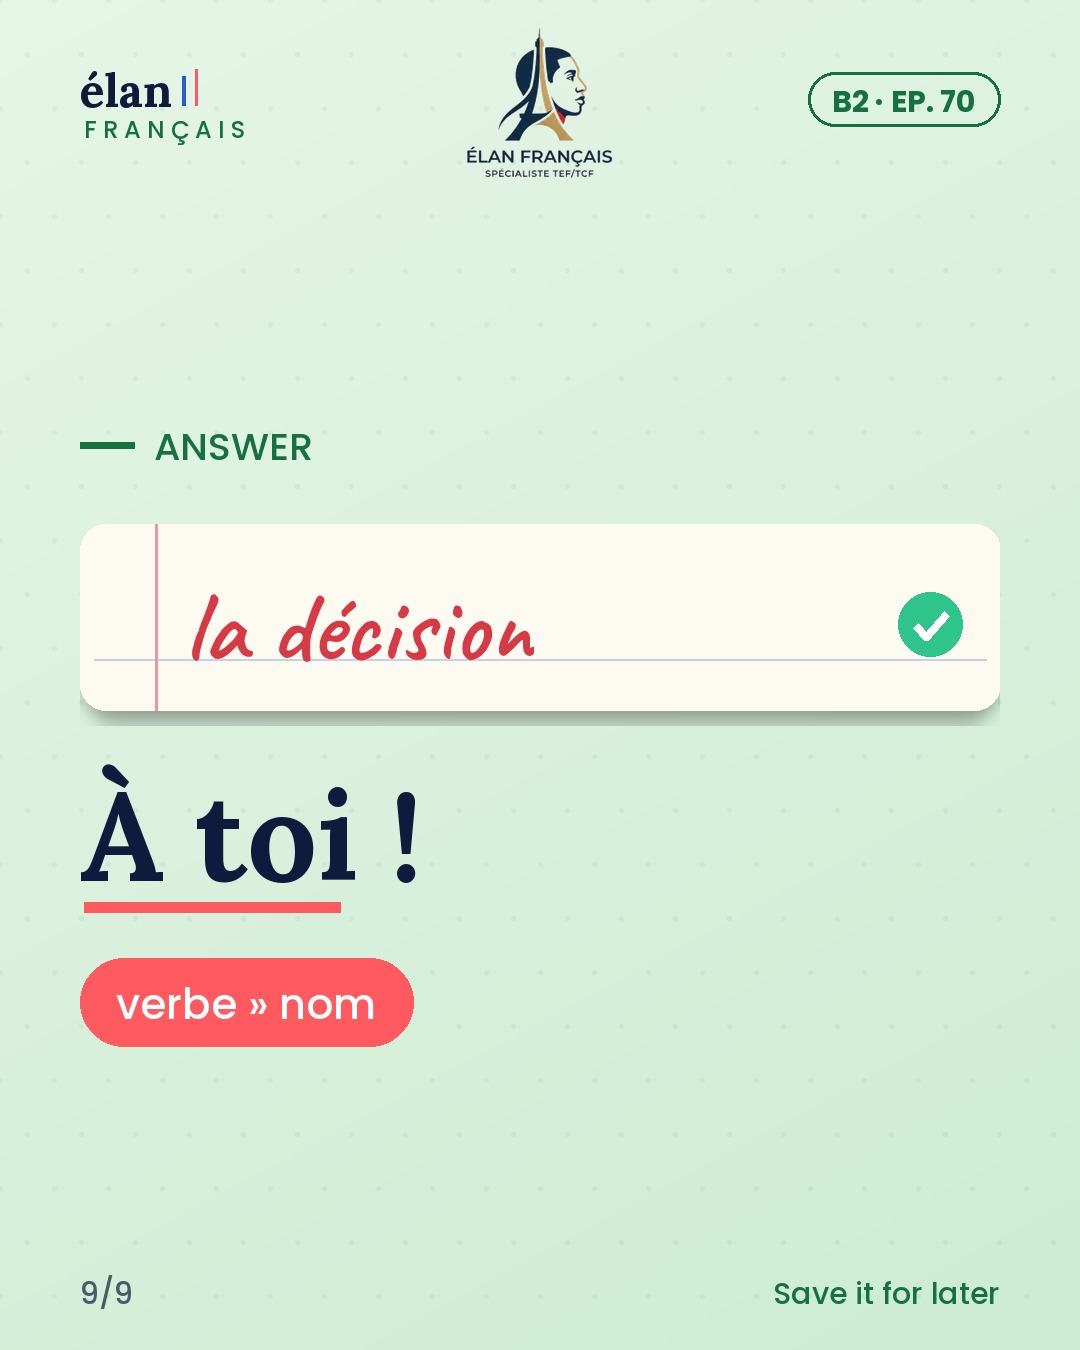 élan
FRANÇAIS
ÉLAN FRANÇAIS
SPÉCIALISTE TEF/TCF
B2 · EP. 70
ANSWER
la décision
À toi !
verbe » nom
9/9
Save it for later